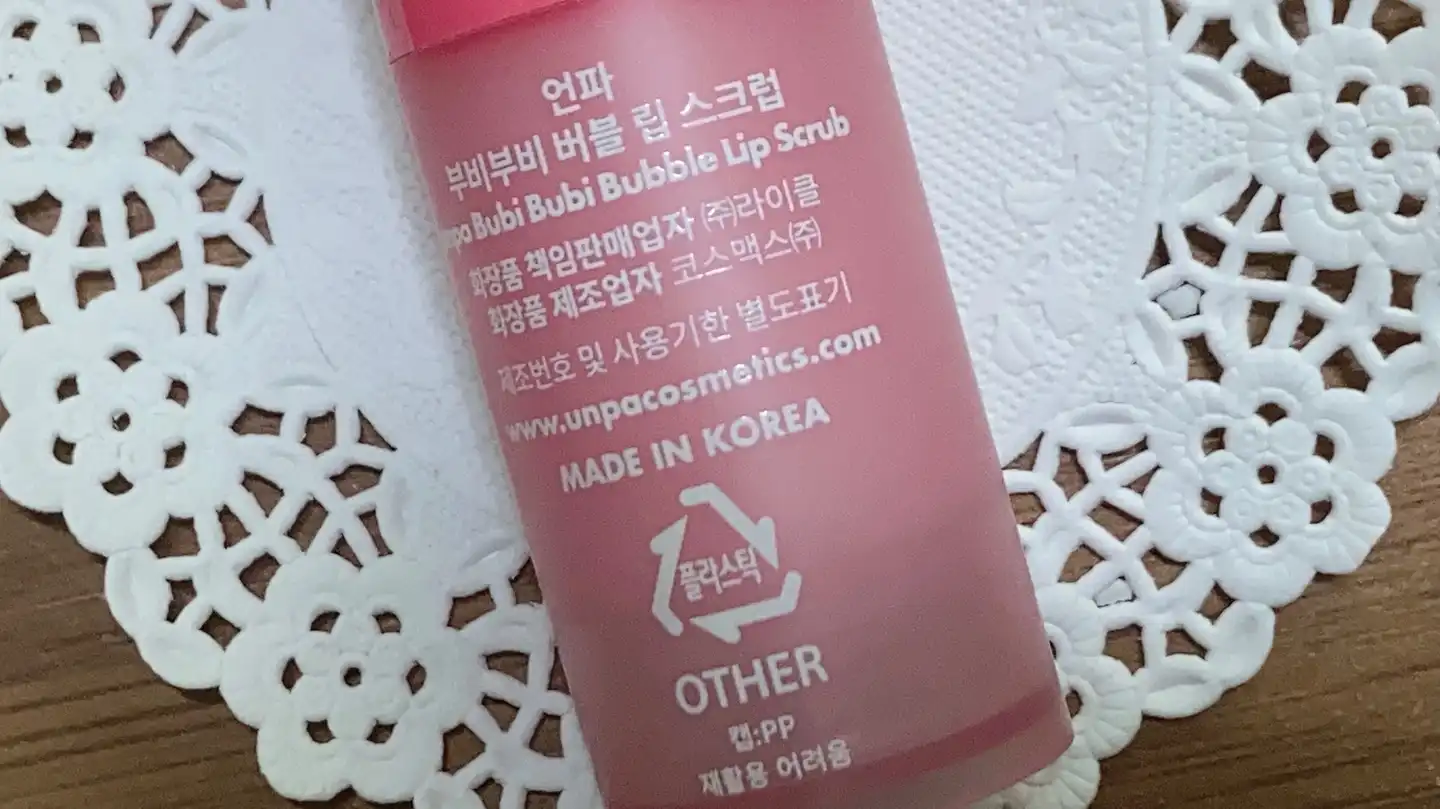 언파
부비부비 버블 립 스크럽
Bubi Bubi Bubble Lip Scrub
화장품 책임판매업자 ㈜라이클
화장품 제조업자 코스맥스㈜
제조번호 및 사용기한 별도표기
www.unpacosmetics.com
MADE IN KOREA
플라스틱
OTHER
캡:PP
재활용 어려움